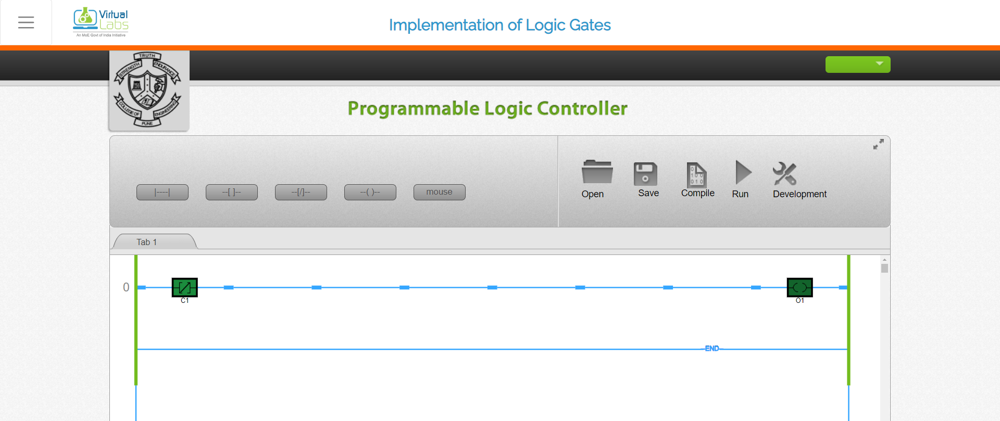 Virtual
Labs
An MoE Govt of India Initiative
Implementation of Logic Gates
TRUTH
STRENGTH
ENDURANCE
COLLEGE OF
ENGINEERING
PUNE
Programmable Logic Controller
|----|
--[ ]--
--[/]--
--( )--
mouse
Open
Save
Compile
Run
Development
Tab 1
0
C1
O1
END